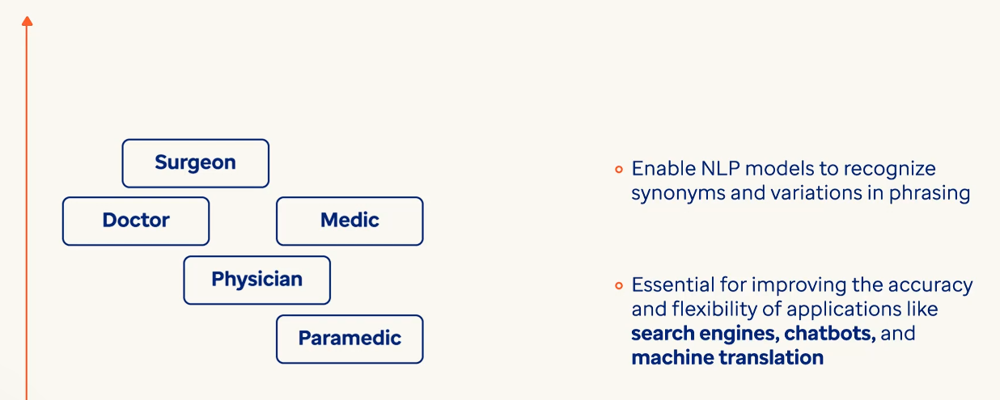 Surgeon
Doctor
Medic
Physician
Paramedic
Enable NLP models to recognize
synonyms and variations in phrasing
Essential for improving the accuracy
and flexibility of applications like
search engines, chatbots, and
machine translation